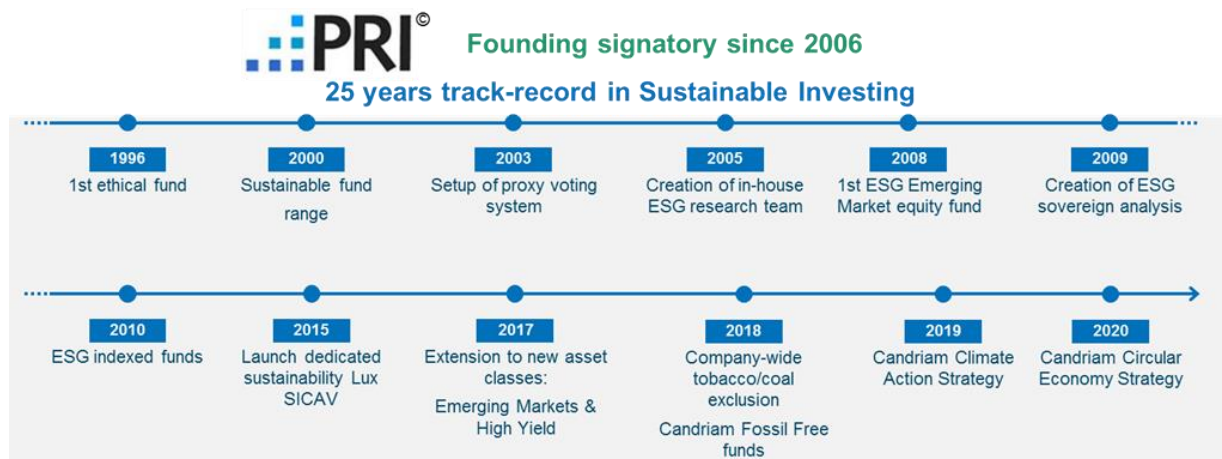 PRI©
Founding signatory since 2006
25 years track-record in Sustainable Investing
1996
1st ethical fund
2000
Sustainable fund
range
2003
Setup of proxy voting
system
2005
Creation of in-house
ESG research team
2008
1st ESG Emerging
Market equity fund
2009
Creation of ESG
sovereign analysis
2010
ESG indexed funds
2015
Launch dedicated
sustainability Lux
SICAV
2017
Extension to new asset
classes:
Emerging Markets &
High Yield
2018
Company-wide
tobacco/coal
exclusion
Candriam Fossil Free
funds
2019
Candriam Climate
Action Strategy
2020
Candriam Circular
Economy Strategy